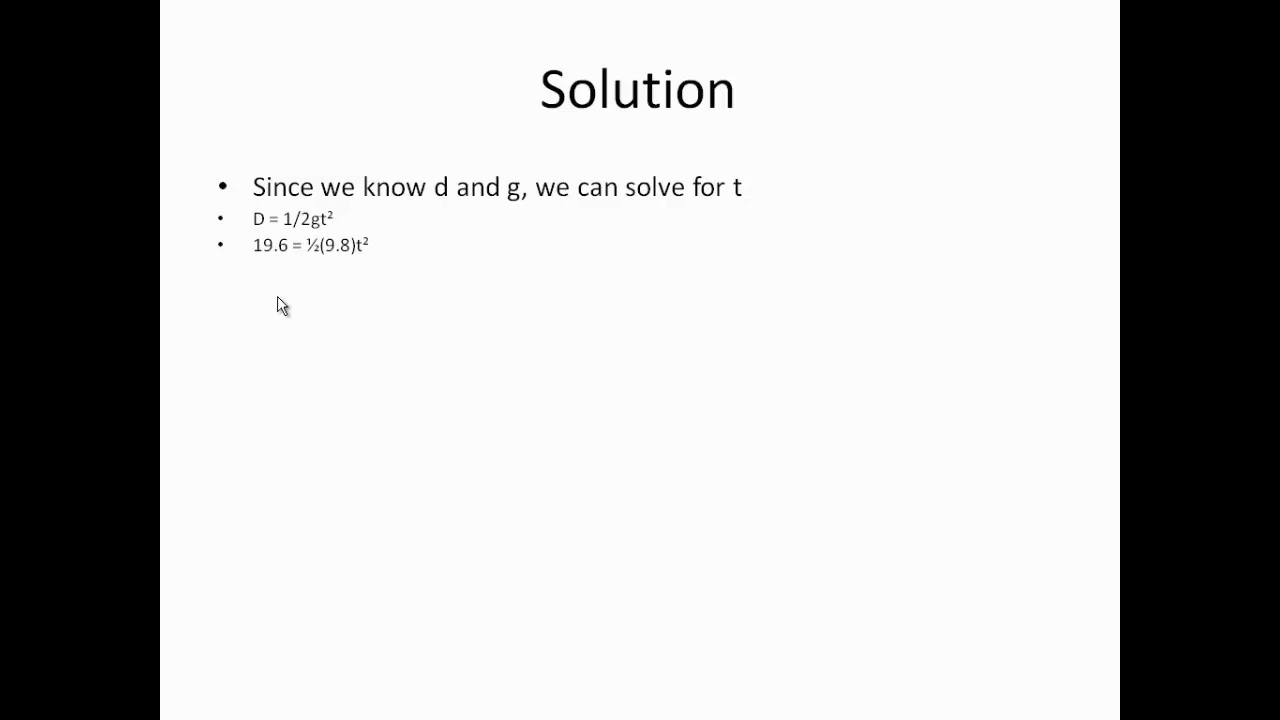 Solution
• Since we know d and g, we can solve for t
• D = 1/2gt²
• 19.6 = ½(9.8)t²